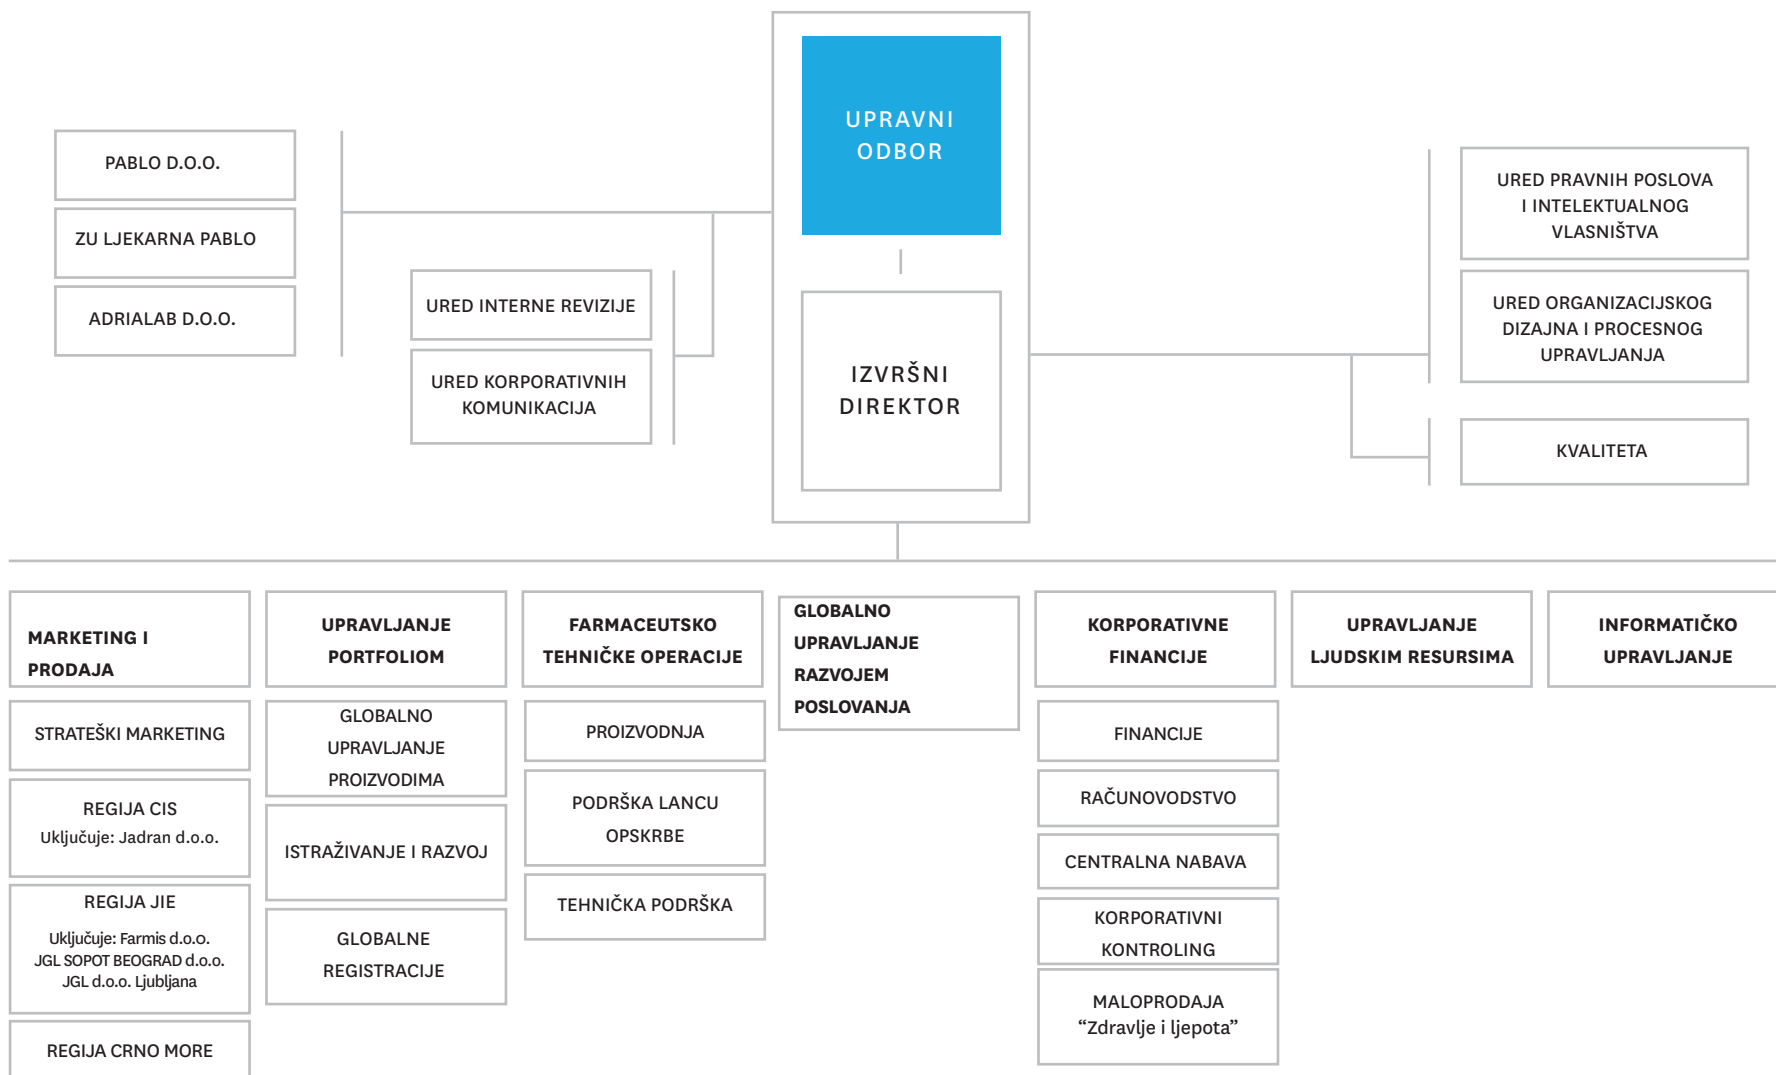 UPRAVNI
ODBOR
IZVRŠNI
DIREKTOR
PABLO D.O.O.
ZU LJEKARNA PABLO
ADRIALAB D.O.O.
URED INTERNE REVIZIJE
URED KORPORATIVNIH
KOMUNIKACIJA
URED PRAVNIH POSLOVA
I INTELEKTUALNOG
VLASNIŠTVA
URED ORGANIZACIJSKOG
DIZAJNA I PROCESNOG
UPRAVLJANJA
KVALITETA
MARKETING I
PRODAJA
STRATEŠKI MARKETING
REGIJA CIS
Uključuje: Jadran d.o.o.
REGIJA JIE
Uključuje: Farmis d.o.o.
JGL SOPOT BEOGRAD d.o.o.
JGL d.o.o. Ljubljana
REGIJA CRNO MORE
UPRAVLJANJE
PORTFOLIOM
GLOBALNO
UPRAVLJANJE
PROIZVODIMA
ISTRAŽIVANJE I RAZVOJ
GLOBALNE
REGISTRACIJE
FARMACEUTSKO
TEHNIČKE OPERACIJE
PROIZVODNJA
PODRŠKA LANCU
OPSKRBE
TEHNIČKA PODRŠKA
GLOBALNO
UPRAVLJANJE
RAZVOJEM
POSLOVANJA
KORPORATIVNE
FINANCIJE
FINANCIJE
RAČUNOVODSTVO
CENTRALNA NABAVA
KORPORATIVNI
KONTROLING
MALOPRODAJA
“Zdravlje i ljepota”
UPRAVLJANJE
LJUDSKIM RESURSIMA
INFORMATIČKO
UPRAVLJANJE